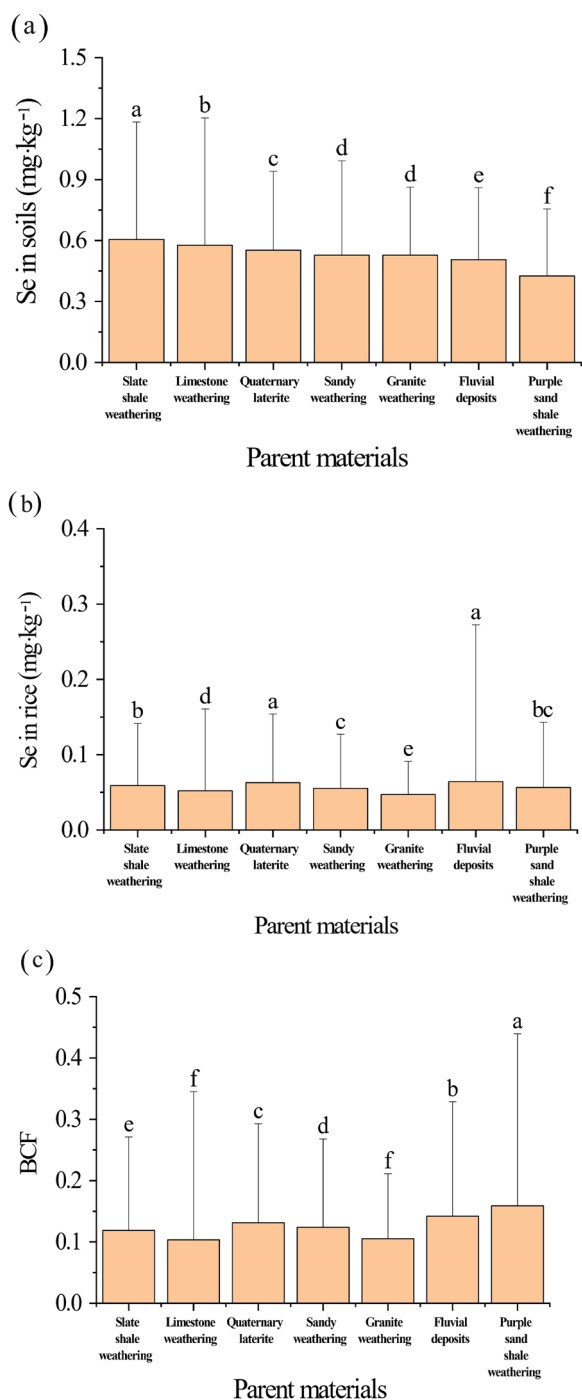 (a)
Se in soils (mg·kg⁻¹)
1.5
1.2
0.9
0.6
0.3
0.0
a
b
c
d
d
e
f
Slate
shale
weathering
Limestone
weathering
Quaternary
laterite
Sandy
weathering
Granite
weathering
Fluvial
deposits
Purple
sand
shale
weathering
Parent materials
(b)
Se in rice (mg·kg⁻¹)
0.4
0.3
0.2
0.1
0.0
b
d
a
c
e
a
bc
Slate
shale
weathering
Limestone
weathering
Quaternary
laterite
Sandy
weathering
Granite
weathering
Fluvial
deposits
Purple
sand
shale
weathering
Parent materials
(c)
BCF
0.5
0.4
0.3
0.2
0.1
0.0
e
f
c
d
f
b
a
Slate
shale
weathering
Limestone
weathering
Quaternary
laterite
Sandy
weathering
Granite
weathering
Fluvial
deposits
Purple
sand
shale
weathering
Parent materials